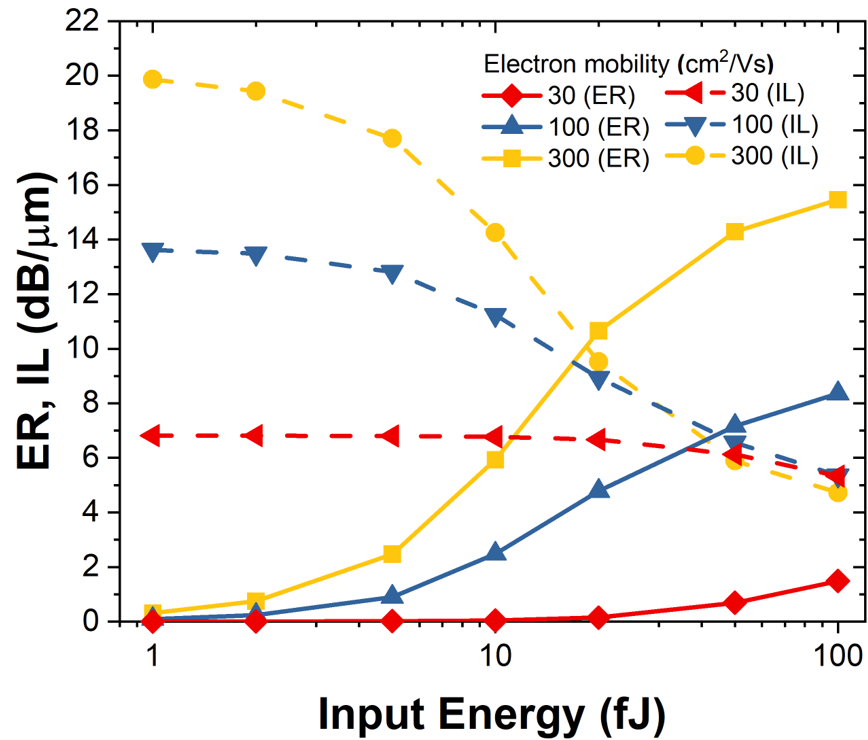 22
20
18
16
14
12
10
8
6
4
2
0
ER, IL (dB/μm)
Electron mobility (cm²/Vs)
30 (ER) 30 (IL)
100 (ER) 100 (IL)
300 (ER) 300 (IL)
1 10 100
Input Energy (fJ)